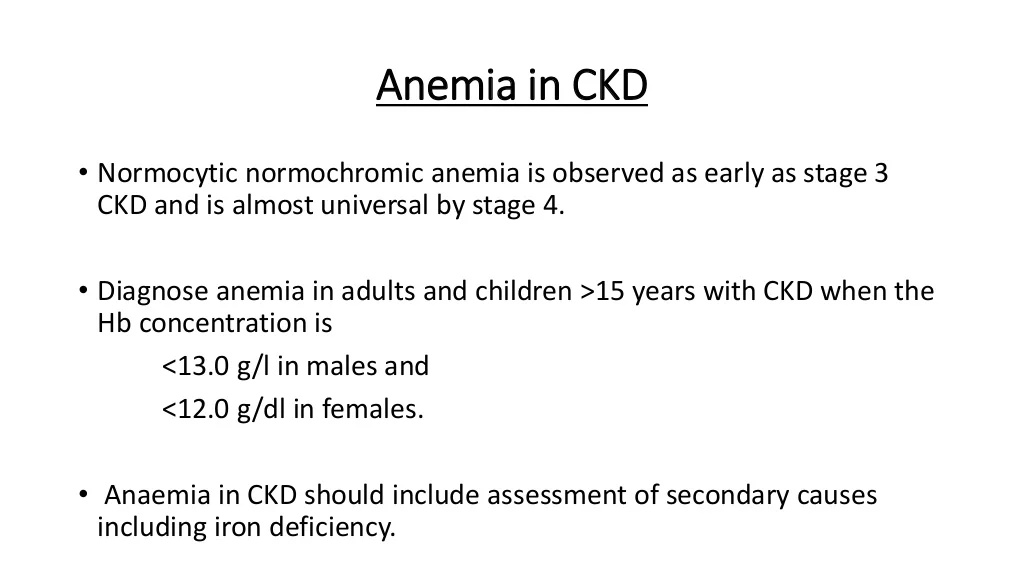 Anemia in CKD
• Normocytic normochromic anemia is observed as early as stage 3
CKD and is almost universal by stage 4.
• Diagnose anemia in adults and children >15 years with CKD when the
Hb concentration is
<13.0 g/l in males and
<12.0 g/dl in females.
• Anaemia in CKD should include assessment of secondary causes
including iron deficiency.